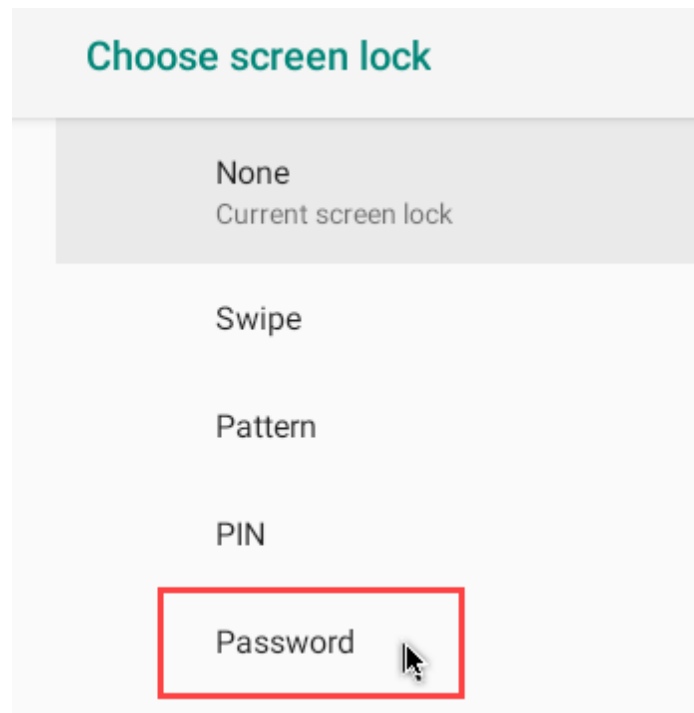 Choose screen lock
None
Current screen lock
Swipe
Pattern
PIN
Password